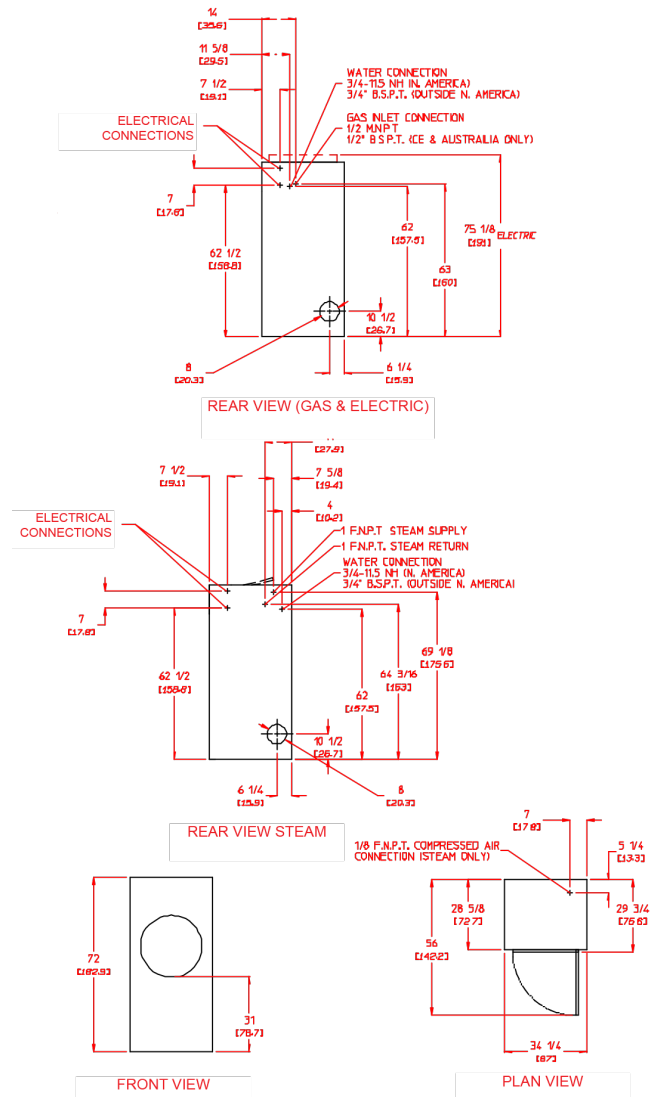 14
[35.6]
11 5/8
[29.5]
7 1/2
[19.1]
WATER CONNECTION
3/4-11.5 NH (N. AMERICA)
3/4" B.S.P.T. (OUTSIDE N. AMERICA)
ELECTRICAL
CONNECTIONS
GAS INLET CONNECTION
1/2 M.N.P.T
1/2" B.S.P.T. (CE & AUSTRAILIA ONLY)
7
[17.8]
62 1/2
[158.8]
62
[157.5]
63
[160]
75 1/8
[191]
ELECTRIC
10 1/2
[26.7]
8
[20.3]
6 1/4
[15.9]
REAR VIEW (GAS & ELECTRIC)
[27.9]
7 1/2
[19.1]
7 5/8
[19.4]
4
[10.2]
ELECTRICAL
CONNECTIONS
1 F.N.P.T STEAM SUPPLY
1 F.N.P.T. STEAM RETURN
WATER CONNECTION
3/4-11.5 NH (N. AMERICA)
3/4" B.S.P.T. (OUTSIDE N. AMERICA)
7
[17.8]
62 1/2
[158.8]
62
[157.5]
64 3/16
[163]
69 1/8
[175.6]
10 1/2
[26.7]
6 1/4
[15.9]
8
[20.3]
REAR VIEW STEAM
7
[17.8]
1/8 F.N.P.T. COMPRESSED AIR
CONNECTION (STEAM ONLY)
5 1/4
[13.3]
28 5/8
[72.7]
29 3/4
[75.6]
56
[142.2]
72
[182.9]
31
[78.7]
34 1/4
[87]
FRONT VIEW
PLAN VIEW